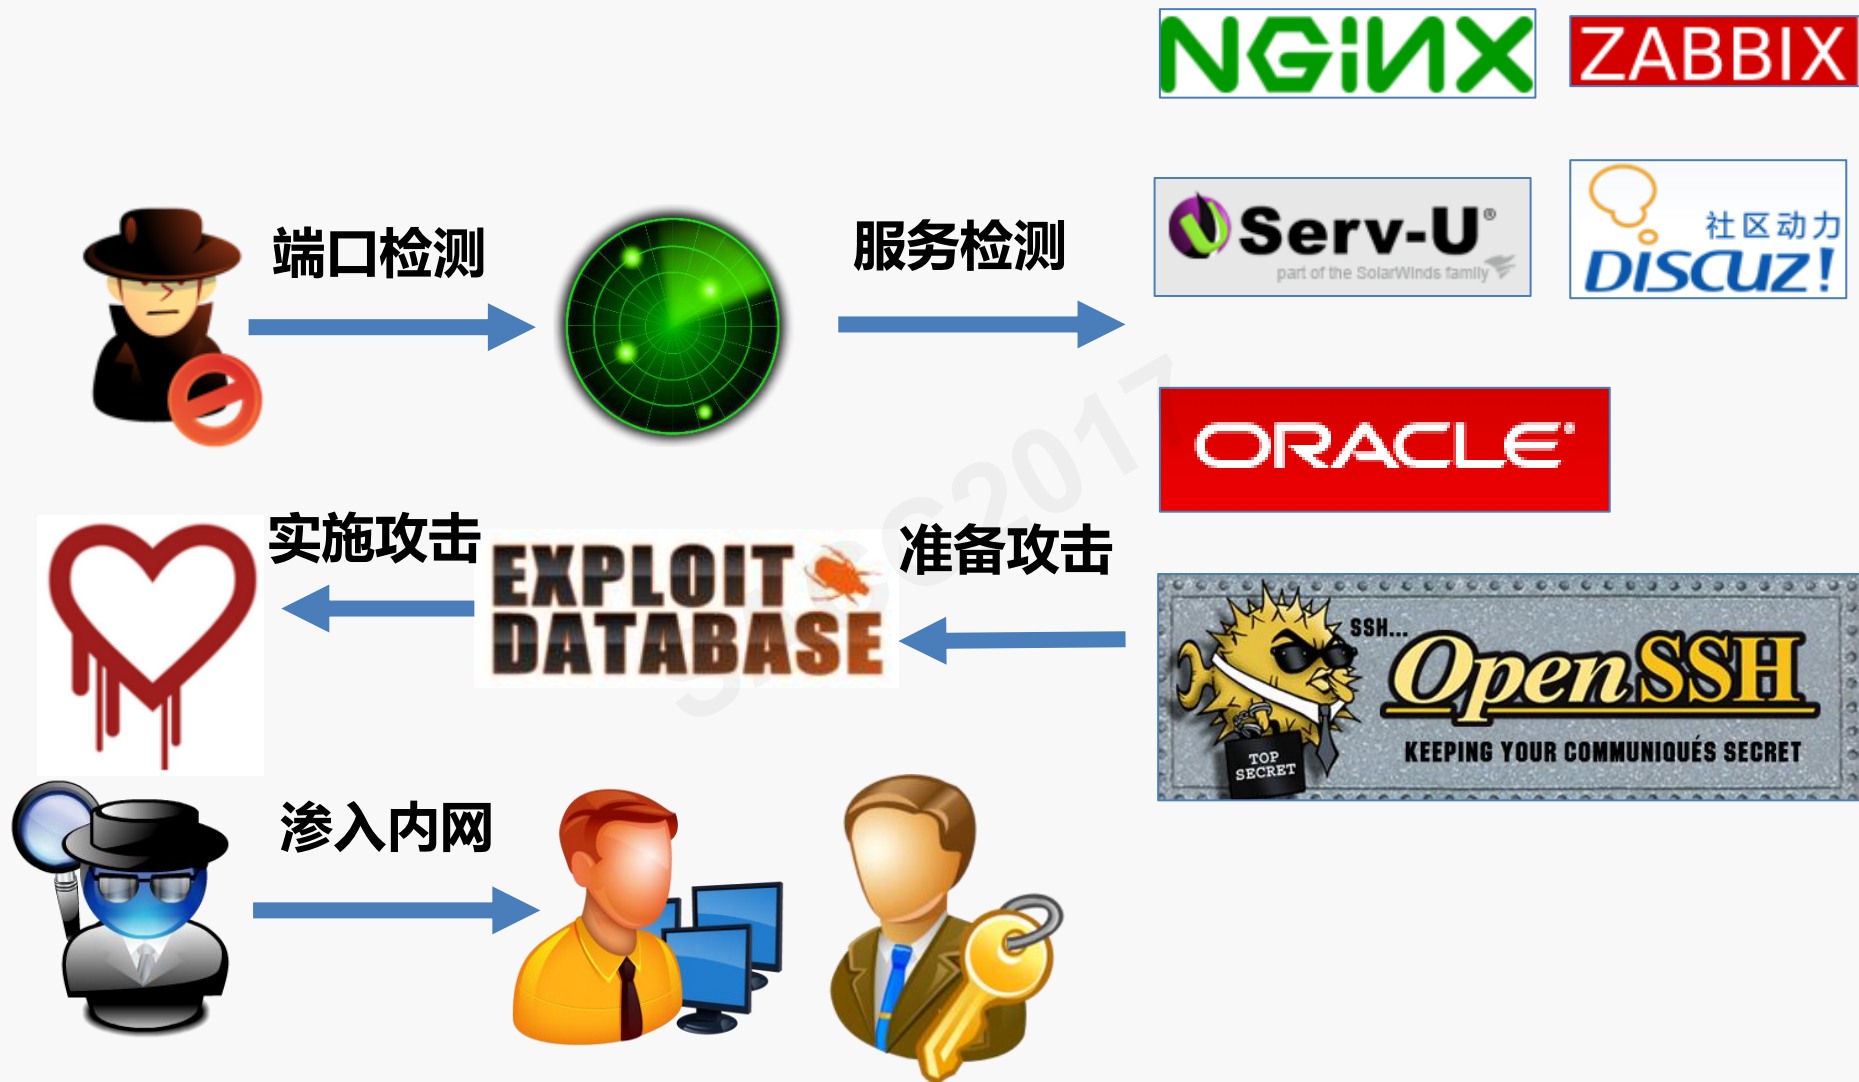 NGiNX
ZABBIX
端口检测
服务检测
Serv-U®
part of the SolarWinds family
社区动力
DISCUZ!
ORACLE®
SACC2017
实施攻击
EXPLOIT
DATABASE
准备攻击
SSH...
OpenSSH
KEEPING YOUR COMMUNIQUÉS SECRET
TOP
SECRET
渗入内网